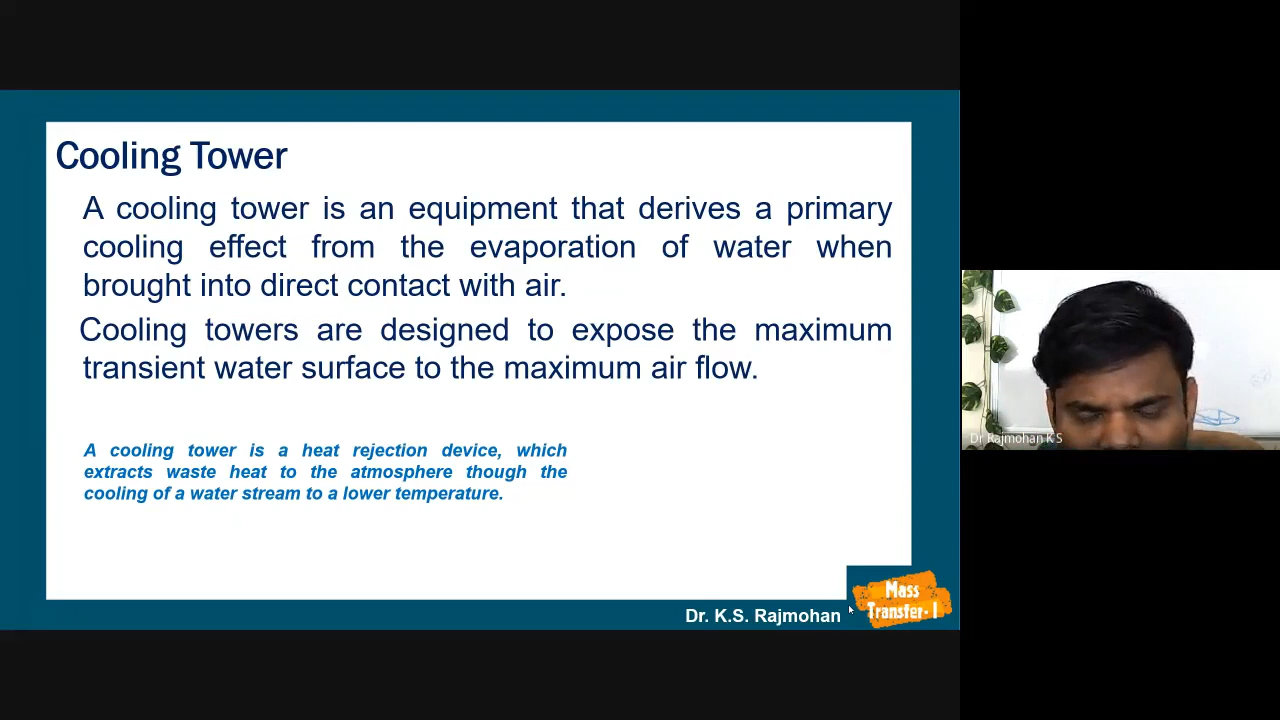 Cooling Tower
A cooling tower is an equipment that derives a primary
cooling effect from the evaporation of water when
brought into direct contact with air.
Cooling towers are designed to expose the maximum
transient water surface to the maximum air flow.
A cooling tower is a heat rejection device, which
extracts waste heat to the atmosphere though the
cooling of a water stream to a lower temperature.
Dr. K.S. Rajmohan
Mass
Transfer- I
Dr Rajmohan K S